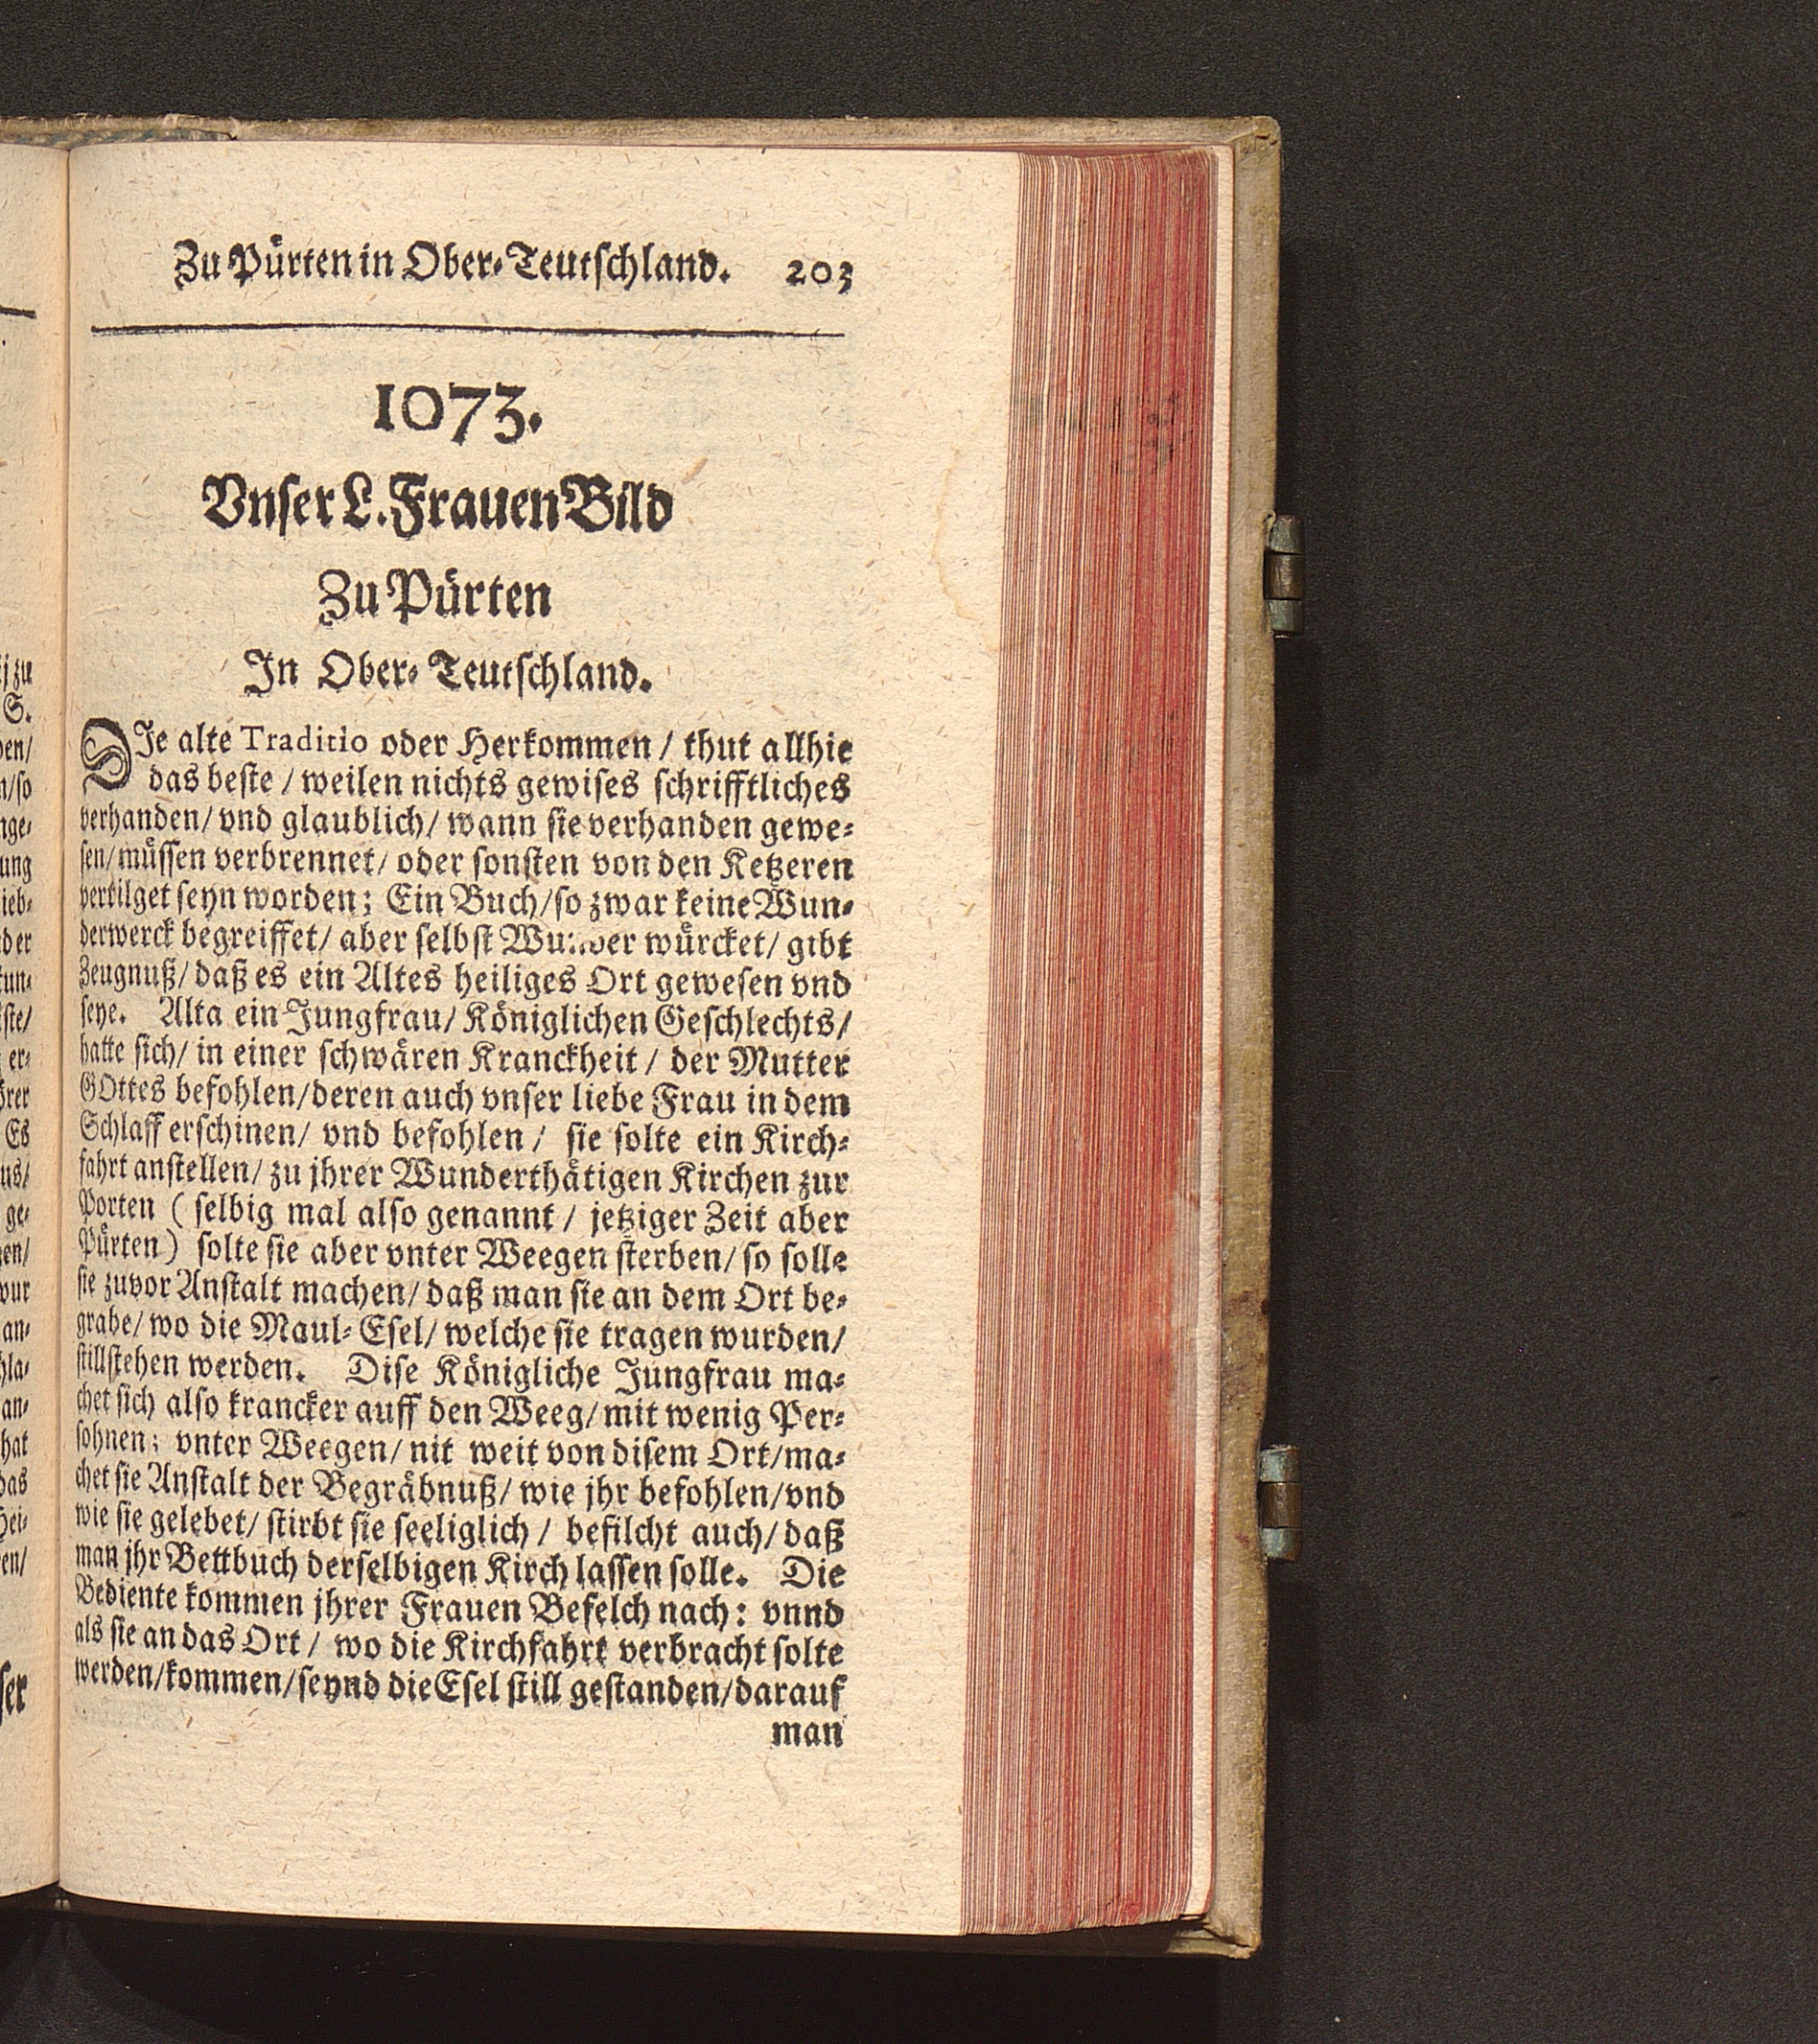 Zu Pürten in Ober-Teutschland. 203
1073.
Vnser L. Frauen Bild
Zu Pürten
In Ober-Teutschland.
DIe alte Traditio oder Herkommen / thut allhie
das beste / weilen nichts gewises schrifftliches
verhanden / vnd glaublich / wann sie verhanden gewe-
sen / müssen verbrennet / oder sonsten von den Ketzeren
vertilget seyn worden; Ein Buch / so zwar keine Wun-
derwerck begreiffet / aber selbst Wunder würcket / gibt
Zeugnuß / daß es ein Altes heiliges Ort gewesen vnd
seye. Alta ein Jungfrau / Königlichen Geschlechts /
hatte sich / in einer schwären Kranckheit / der Mutter
GOttes befohlen / deren auch vnser liebe Frau in dem
Schlaff erschinen / vnd befohlen / sie solte ein Kirch-
fahrt anstellen / zu jhrer Wunderthätigen Kirchen zur
Porten ( selbig mal also genannt / jetziger Zeit aber
Pürten ) solte sie aber vnter Weegen sterben / so solle
sie zuvor Anstalt machen / daß man sie an dem Ort be-
grabe / wo die Maul-Esel / welche sie tragen wurden /
stillstehen werden. Dise Königliche Jungfrau ma-
chet sich also krancker auff den Weeg / mit wenig Per-
sohnen; vnter Weegen / nit weit von disem Ort / ma-
chet sie Anstalt der Begräbnuß / wie jhr befohlen / vnd
wie sie gelebet / stirbt sie seeliglich / befilcht auch / daß
man jhr Bettbuch derselbigen Kirch lassen solle. Die
Bediente kommen jhrer Frauen Befelch nach: vnnd
als sie an das Ort / wo die Kirchfahrt verbracht solte
werden / kommen / seynd die Esel still gestanden / darauf
man